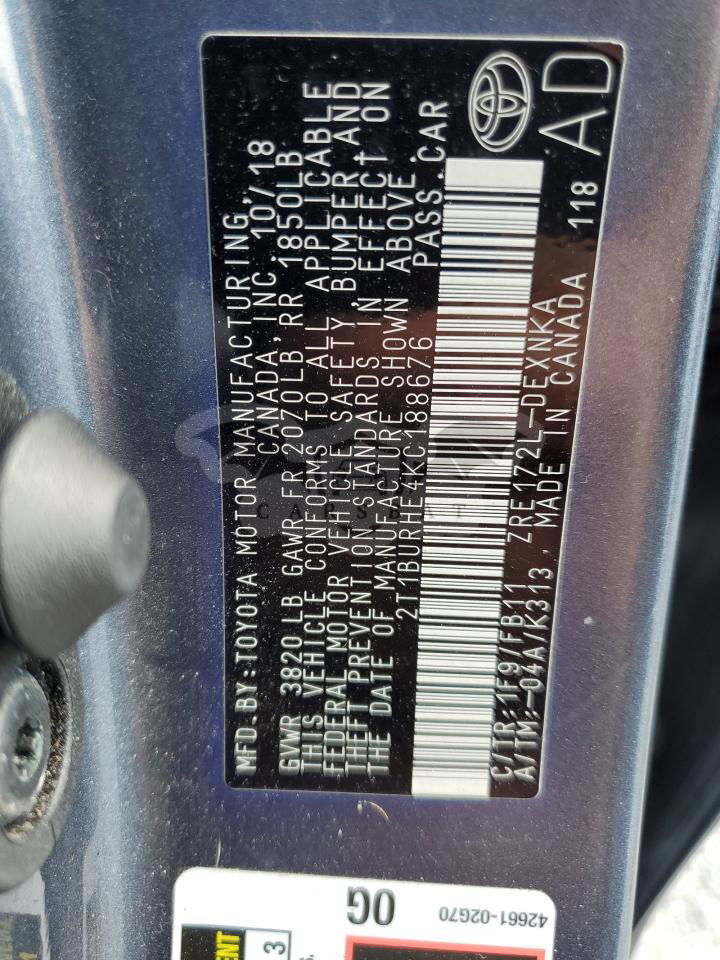 MFD.BY:TOYOTA MOTOR MANUFACTURING,
CANADA,INC.10/18
GVWR 3820LB GAWR FR 2070LB,RR 1850LB
THIS VEHICLE CONFORMS TO ALL APPLICABLE
FEDERAL MOTOR VEHICLE SAFETY,BUMPER,AND
THEFT PREVENTION STANDARDS IN EFFECT ON
THE DATE OF MANUFACTURE SHOWN ABOVE.
2T1BURHE4KC188676 PASS.CAR
C/TR:1F9/FB11 ZRE172L-DEXNKA
A/TM:-04A/K313, MADE IN CANADA
118
AD
42661-02G70
OG
3